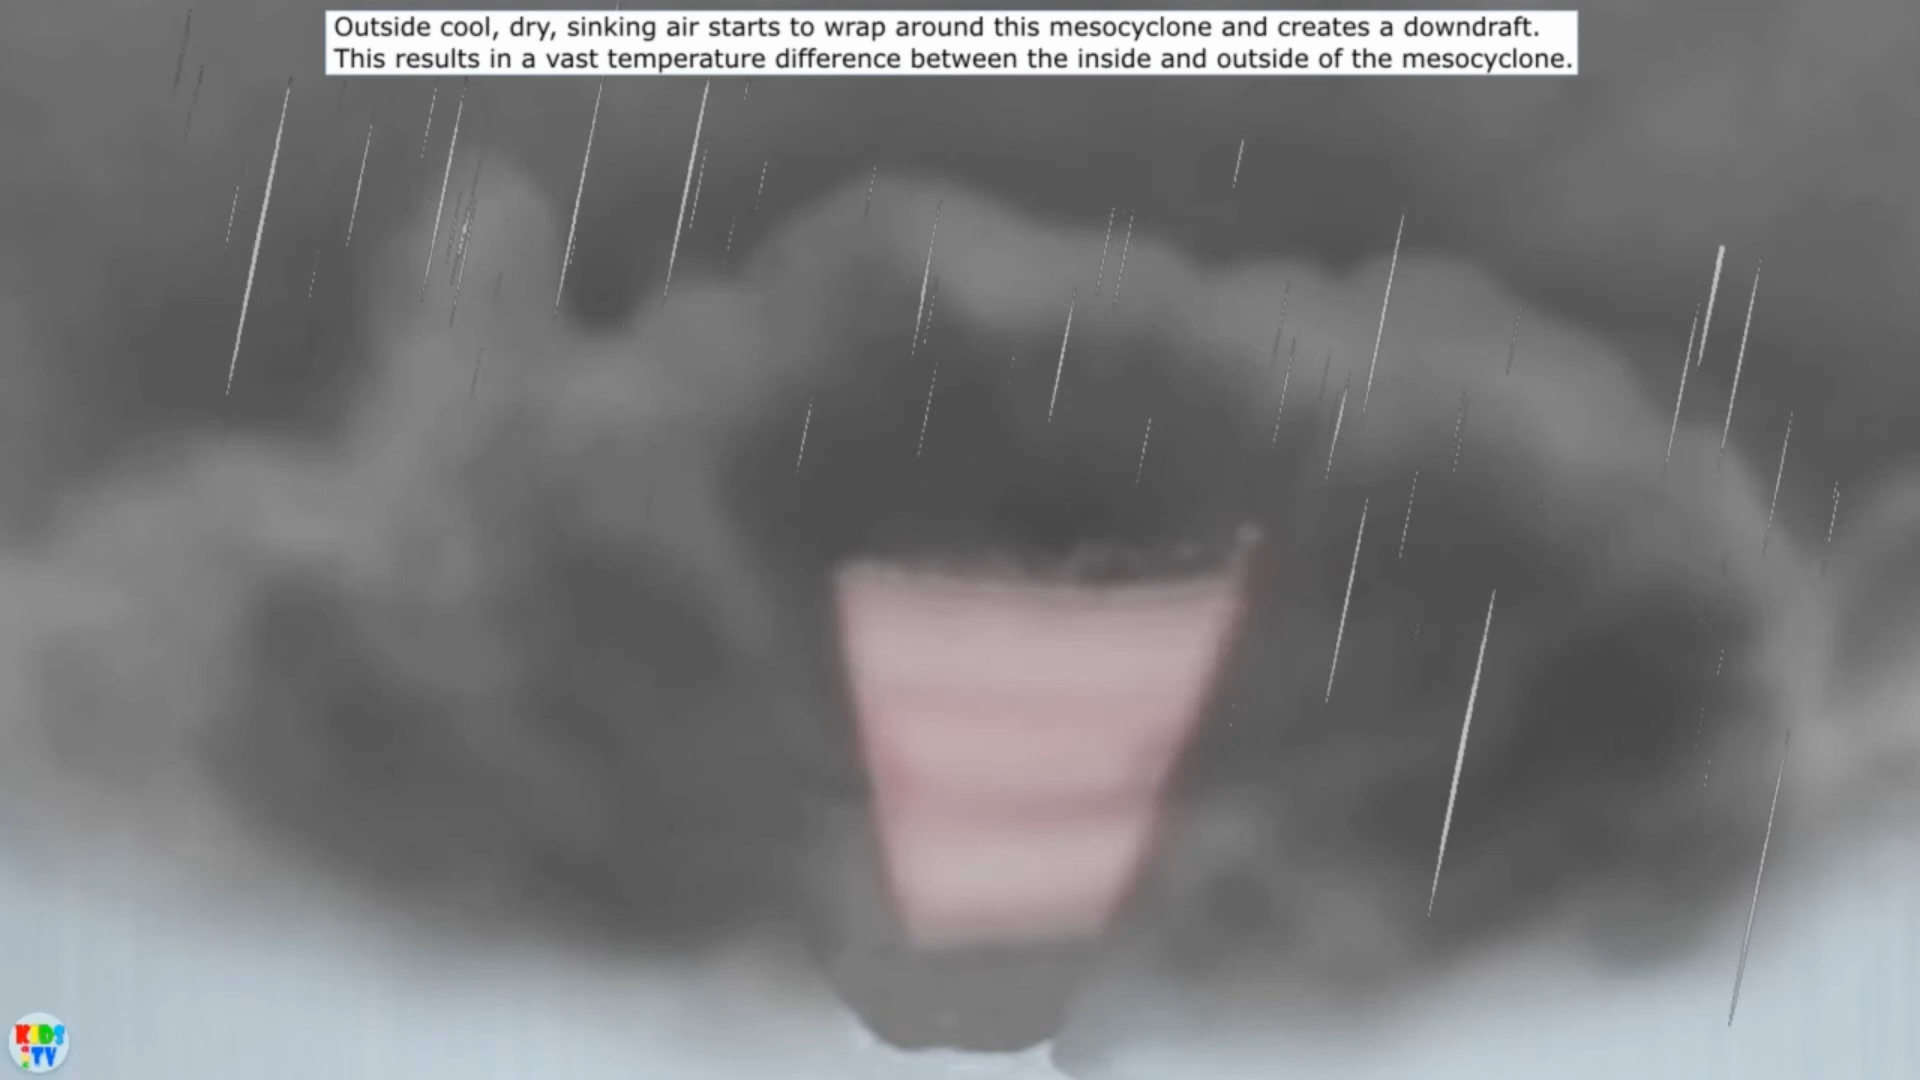 Outside cool, dry, sinking air starts to wrap around this mesocyclone and creates a downdraft.
This results in a vast temperature difference between the inside and outside of the mesocyclone.
KIDS
TV